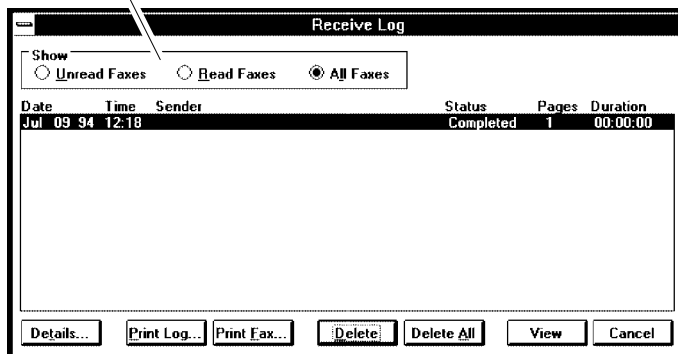 Receive Log
Show
Unread Faxes Read Faxes All Faxes
Date Time Sender Status Pages Duration
Jul 09 94 12:18 Completed 1 00:00:00
Details... Print Log... Print Fax... Delete Delete All View Cancel